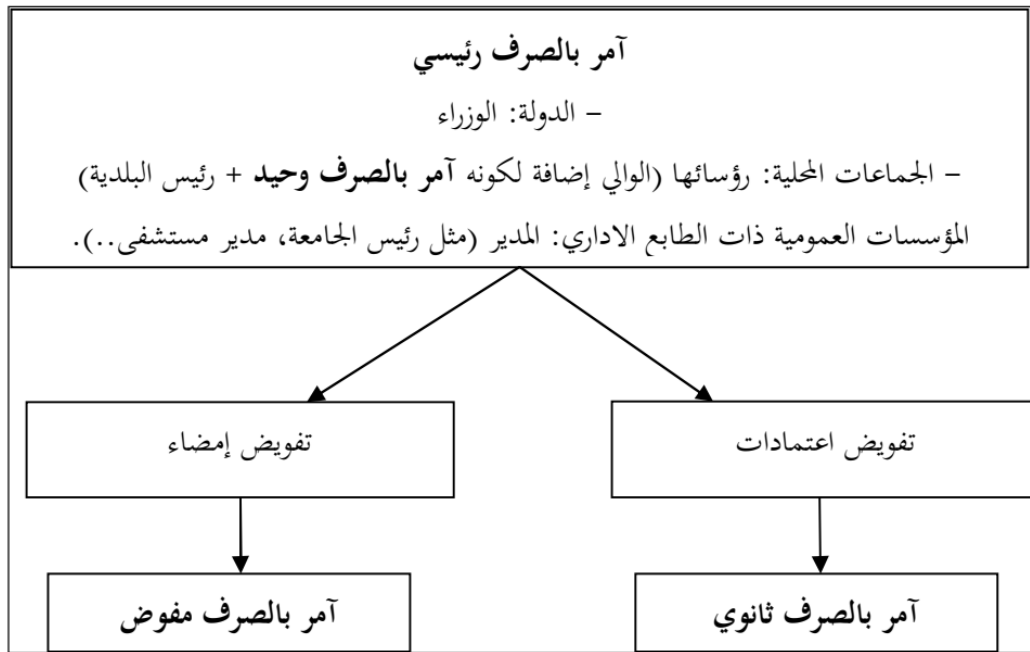 آمر بالصرف رئيسي
– الدولة: الوزراء
– الجماعات المحلية: رؤسائها (الوالي إضافة لكونه آمر بالصرف وحيد + رئيس البلدية)
المؤسسات العمومية ذات الطابع الاداري: المدير (مثل رئيس الجامعة، مدير مستشفى..).
تفويض اعتمادات
تفويض إمضاء
آمر بالصرف ثانوي
آمر بالصرف مفوض